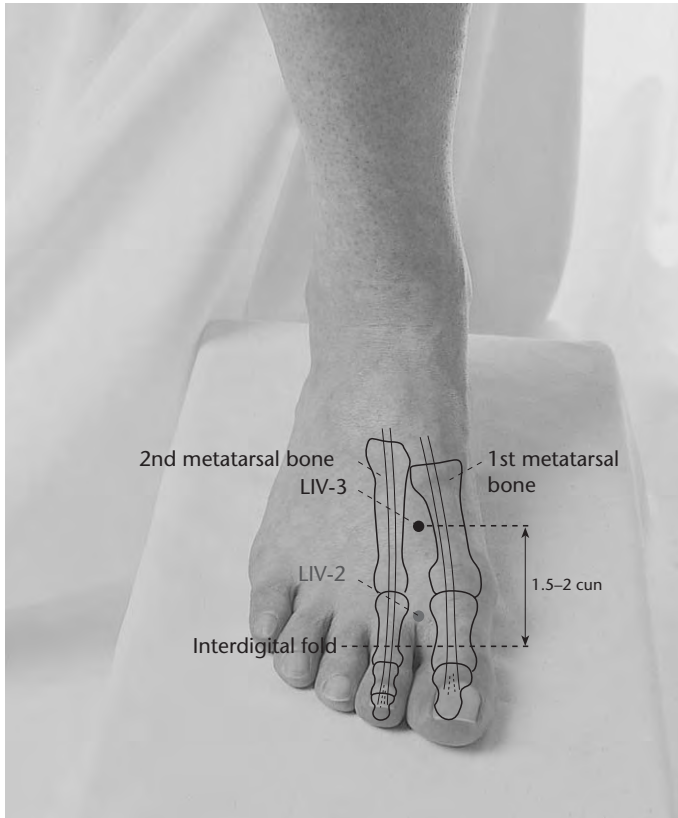 2nd metatarsal bone
1st metatarsal
bone
LIV-3
1.5–2 cun
LIV-2
Interdigital fold